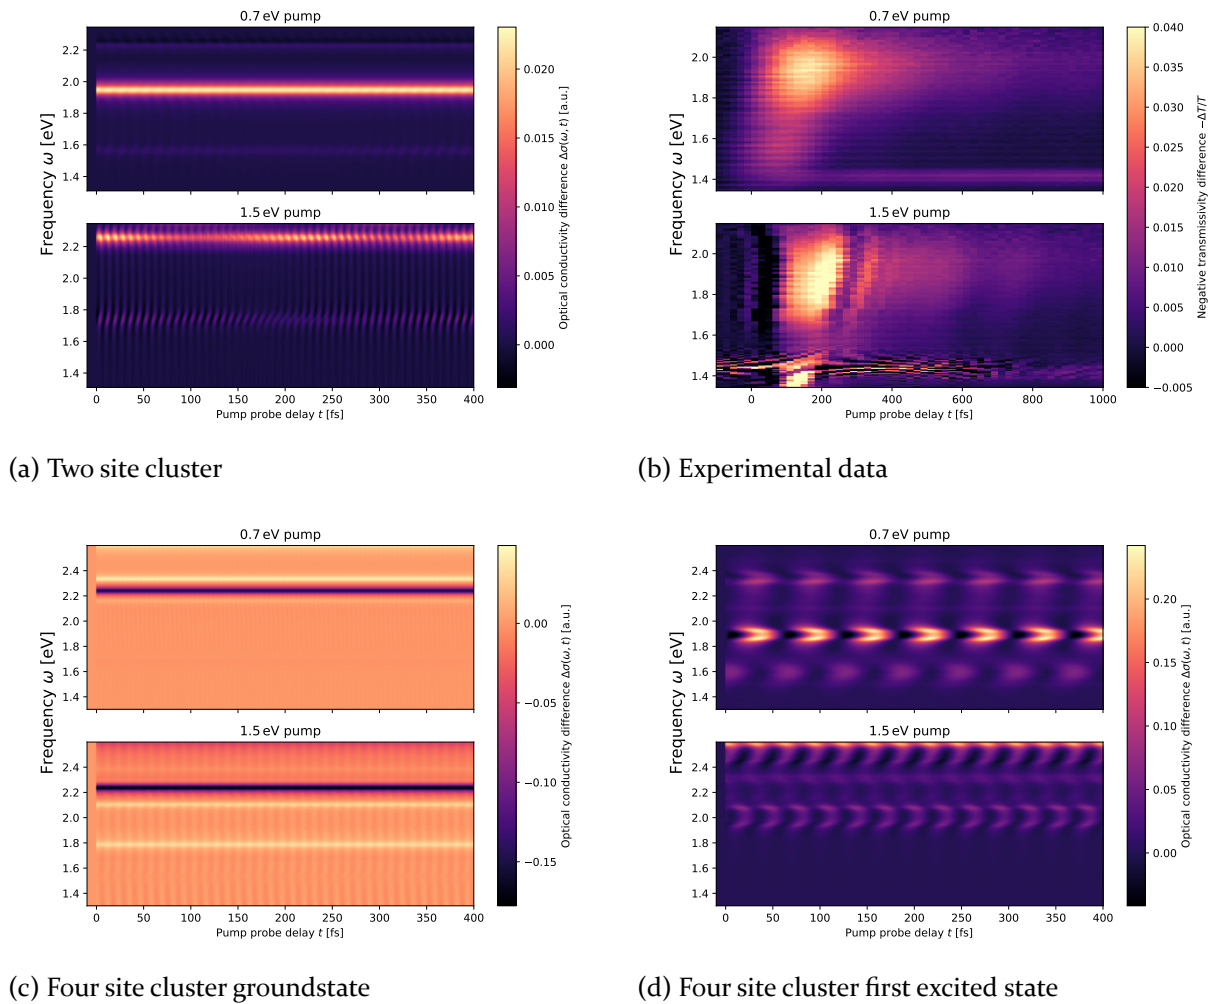 0.7 eV pump
2.2
2.0
1.8
1.6
1.4
1.5 eV pump
2.2
2.0
1.8
1.6
1.4
0 50 100 150 200 250 300 350 400
Pump probe delay t [fs]
Frequency ω [eV]
0.020
0.015
0.010
0.005
0.000
Optical conductivity difference Δσ(ω, t) [a.u.]
(a) Two site cluster
0.7 eV pump
2.0
1.8
1.6
1.4
1.5 eV pump
2.0
1.8
1.6
1.4
0 200 400 600 800 1000
Pump probe delay t [fs]
Frequency ω [eV]
0.040
0.035
0.030
0.025
0.020
0.015
0.010
0.005
0.000
−0.005
Negative transmissivity difference −ΔT/T
(b) Experimental data
0.7 eV pump
2.4
2.2
2.0
1.8
1.6
1.4
1.5 eV pump
2.4
2.2
2.0
1.8
1.6
1.4
0 50 100 150 200 250 300 350 400
Pump probe delay t [fs]
Frequency ω [eV]
0.00
−0.05
−0.10
−0.15
Optical conductivity difference Δσ(ω, t) [a.u.]
(c) Four site cluster groundstate
0.7 eV pump
2.4
2.2
2.0
1.8
1.6
1.4
1.5 eV pump
2.4
2.2
2.0
1.8
1.6
1.4
0 50 100 150 200 250 300 350 400
Pump probe delay t [fs]
Frequency ω [eV]
0.20
0.15
0.10
0.05
0.00
Optical conductivity difference Δσ(ω, t) [a.u.]
(d) Four site cluster first excited state